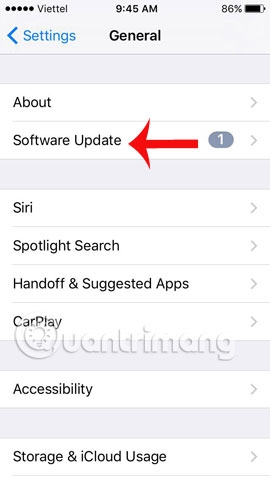 Viettel 9:45 AM 86%
Settings General
About
Software Update 1
Siri
Spotlight Search
Handoff & Suggested Apps
CarPlay
Quantrimang
Accessibility
Storage & iCloud Usage